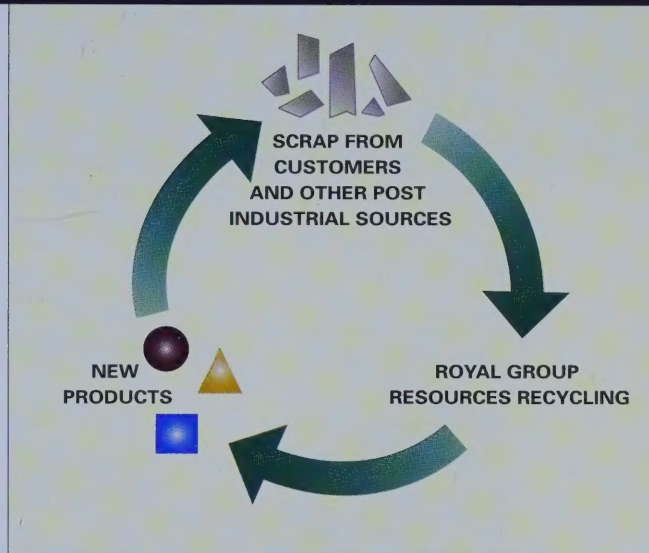 SCRAP FROM
CUSTOMERS
AND OTHER POST
INDUSTRIAL SOURCES
ROYAL GROUP
RESOURCES RECYCLING
NEW
PRODUCTS